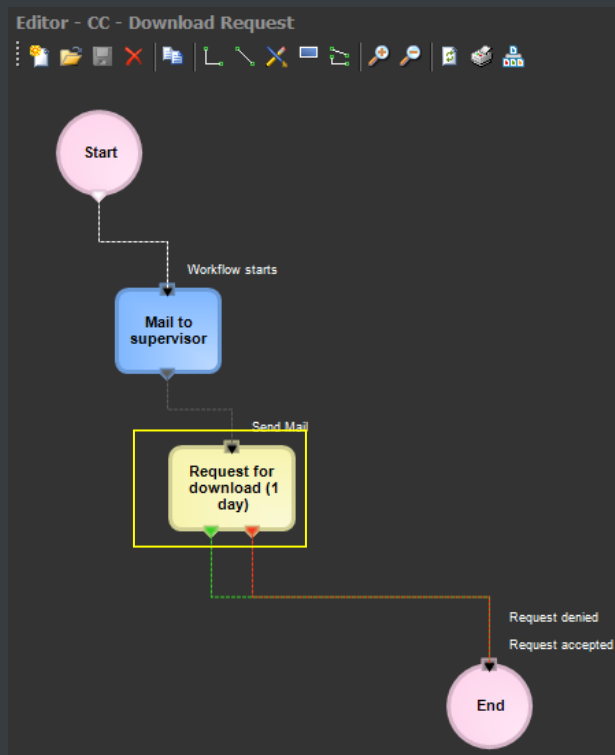 Editor - CC - Download Request
Start
Workflow starts
Mail to
supervisor
Send Mail
Request for
download (1
day)
Request denied
Request accepted
End